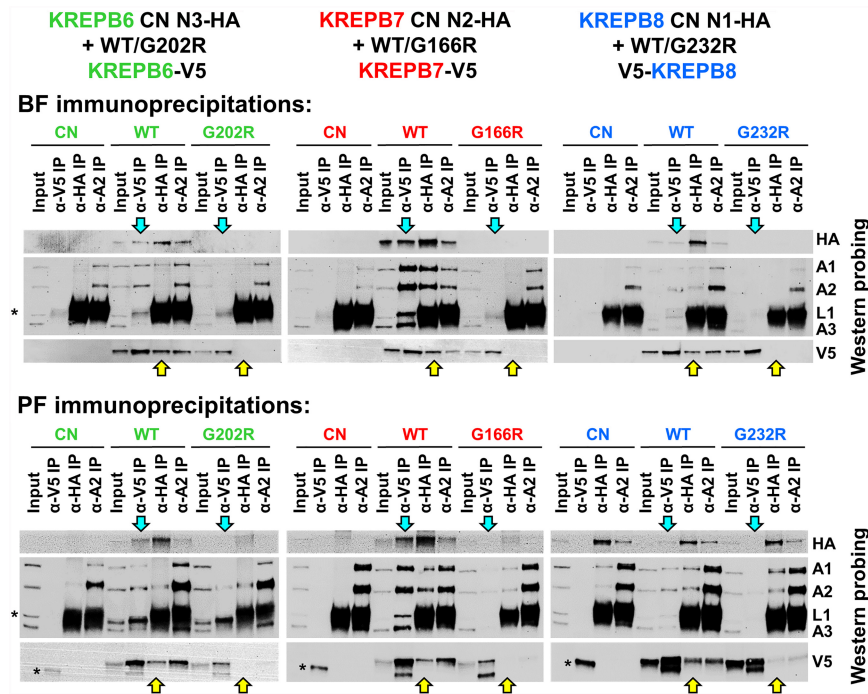 KREPB6 CN N3-HA
+ WT/G202R
KREPB6-V5
KREPB7 CN N2-HA
+ WT/G166R
KREPB7-V5
KREPB8 CN N1-HA
+ WT/G232R
V5-KREPB8
BF immunoprecipitations:
CN WT G202R CN WT G166R CN WT G232R
Input α-V5 IP α-HA IP α-A2 IP Input α-V5 IP α-HA IP α-A2 IP Input α-V5 IP α-HA IP α-A2 IP
Input α-V5 IP α-HA IP α-A2 IP Input α-V5 IP α-HA IP α-A2 IP Input α-V5 IP α-HA IP α-A2 IP
Input α-V5 IP α-HA IP α-A2 IP Input α-V5 IP α-HA IP α-A2 IP Input α-V5 IP α-HA IP α-A2 IP
HA
A1
A2
* L1
A3
V5
Western probing
PF immunoprecipitations:
CN WT G202R CN WT G166R CN WT G232R
Input α-V5 IP α-HA IP α-A2 IP Input α-V5 IP α-HA IP α-A2 IP Input α-V5 IP α-HA IP α-A2 IP
Input α-V5 IP α-HA IP α-A2 IP Input α-V5 IP α-HA IP α-A2 IP Input α-V5 IP α-HA IP α-A2 IP
Input α-V5 IP α-HA IP α-A2 IP Input α-V5 IP α-HA IP α-A2 IP Input α-V5 IP α-HA IP α-A2 IP
HA
A1
A2
* L1
A3
* * * V5
Western probing